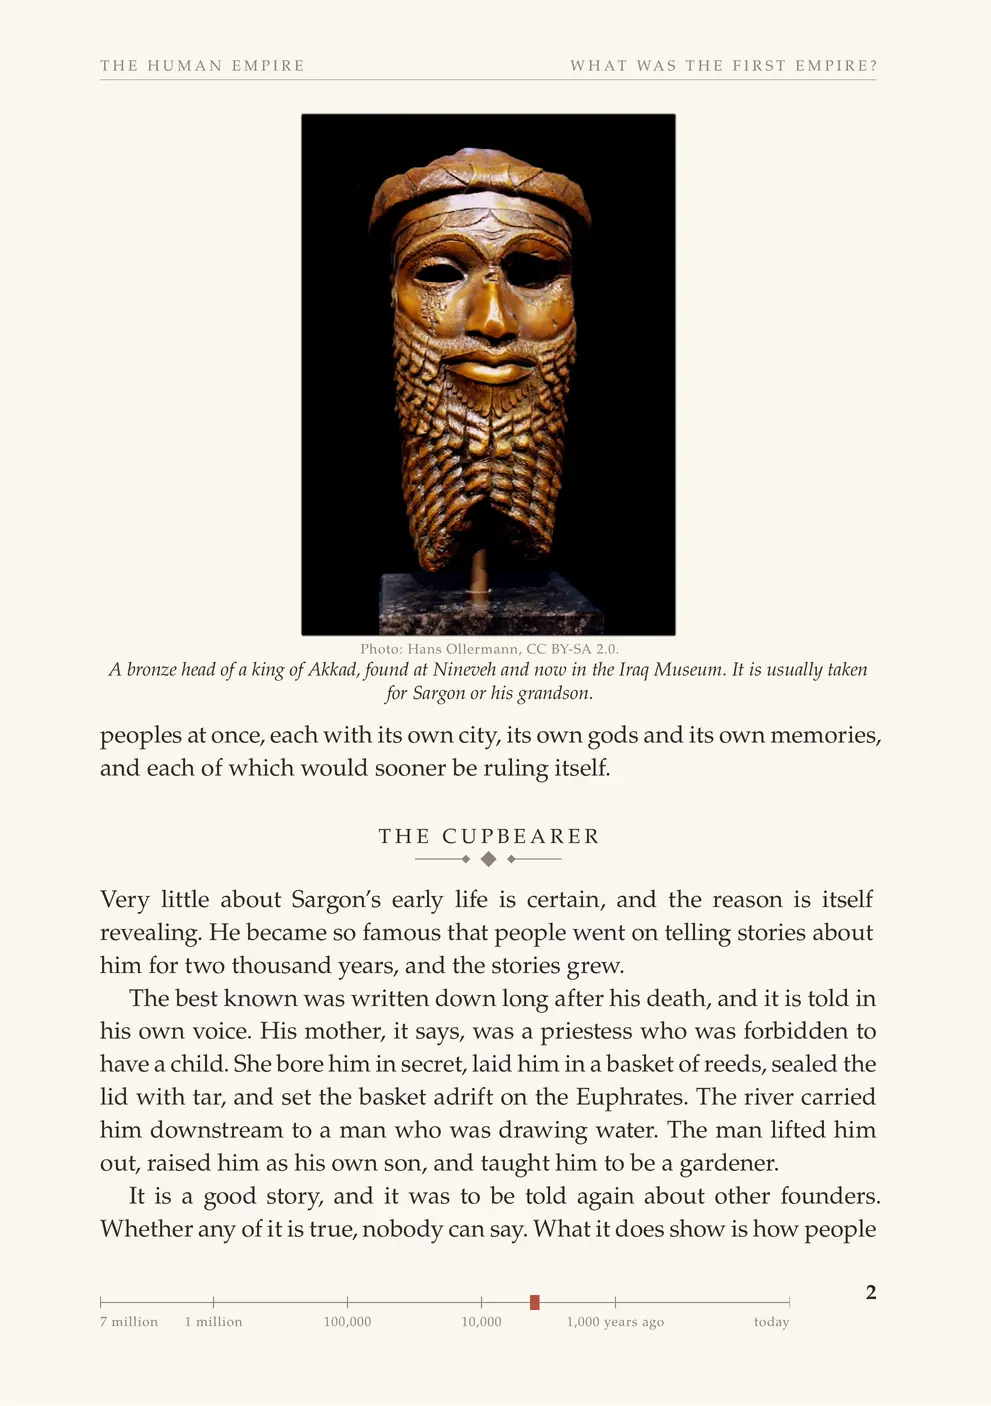 THE HUMAN EMPIRE
WHAT WAS THE FIRST EMPIRE?
Photo: Hans Ollermann, CC BY-SA 2.0.
A bronze head of a king of Akkad, found at Nineveh and now in the Iraq Museum. It is usually taken
for Sargon or his grandson.
peoples at once, each with its own city, its own gods and its own memories,
and each of which would sooner be ruling itself.
THE CUPBEARER
Very little about Sargon’s early life is certain, and the reason is itself
revealing. He became so famous that people went on telling stories about
him for two thousand years, and the stories grew.
The best known was written down long after his death, and it is told in
his own voice. His mother, it says, was a priestess who was forbidden to
have a child. She bore him in secret, laid him in a basket of reeds, sealed the
lid with tar, and set the basket adrift on the Euphrates. The river carried
him downstream to a man who was drawing water. The man lifted him
out, raised him as his own son, and taught him to be a gardener.
It is a good story, and it was to be told again about other founders.
Whether any of it is true, nobody can say. What it does show is how people
2
7 million 1 million 100,000 10,000 1,000 years ago today